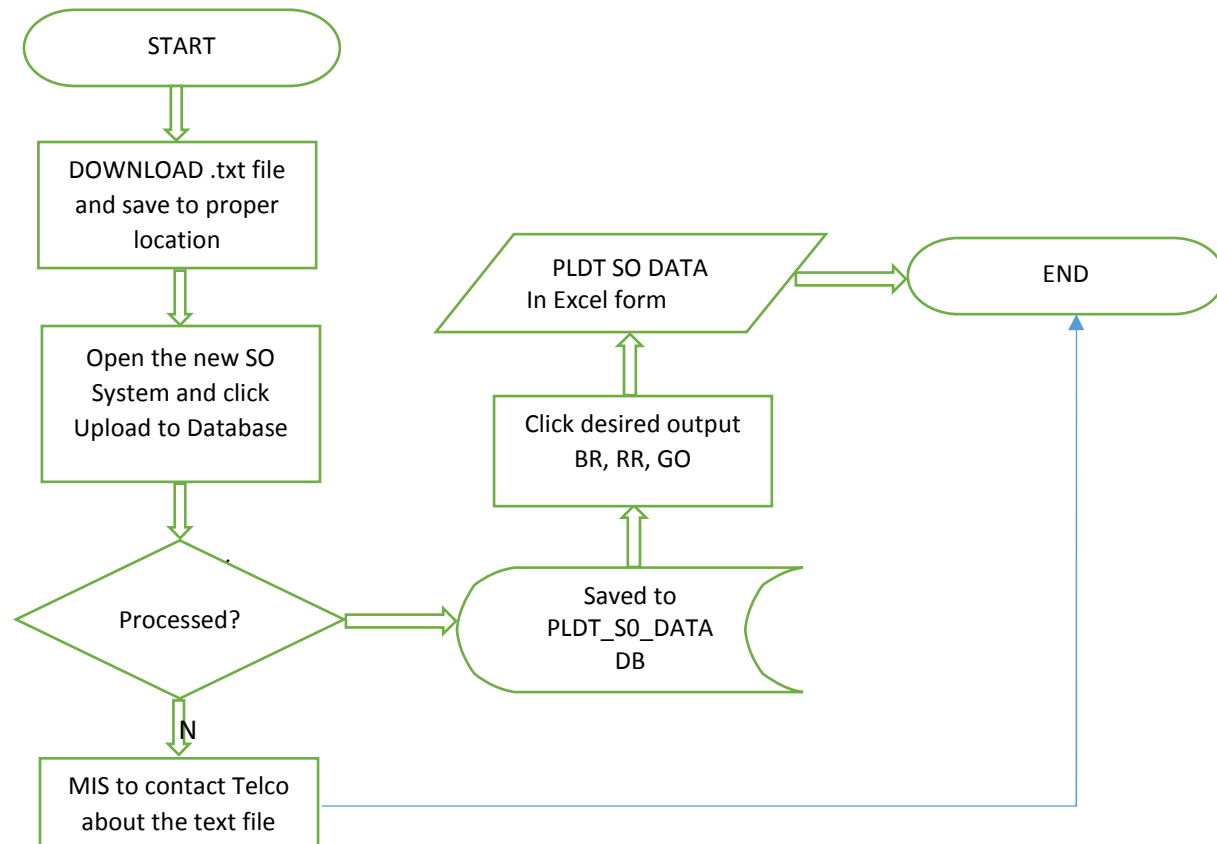 START
DOWNLOAD .txt file
and save to proper
location
Open the new SO
System and click
Upload to Database
Processed?
N
MIS to contact Telco
about the text file
Saved to
PLDT_S0_DATA
DB
Click desired output
BR, RR, GO
PLDT SO DATA
In Excel form
END